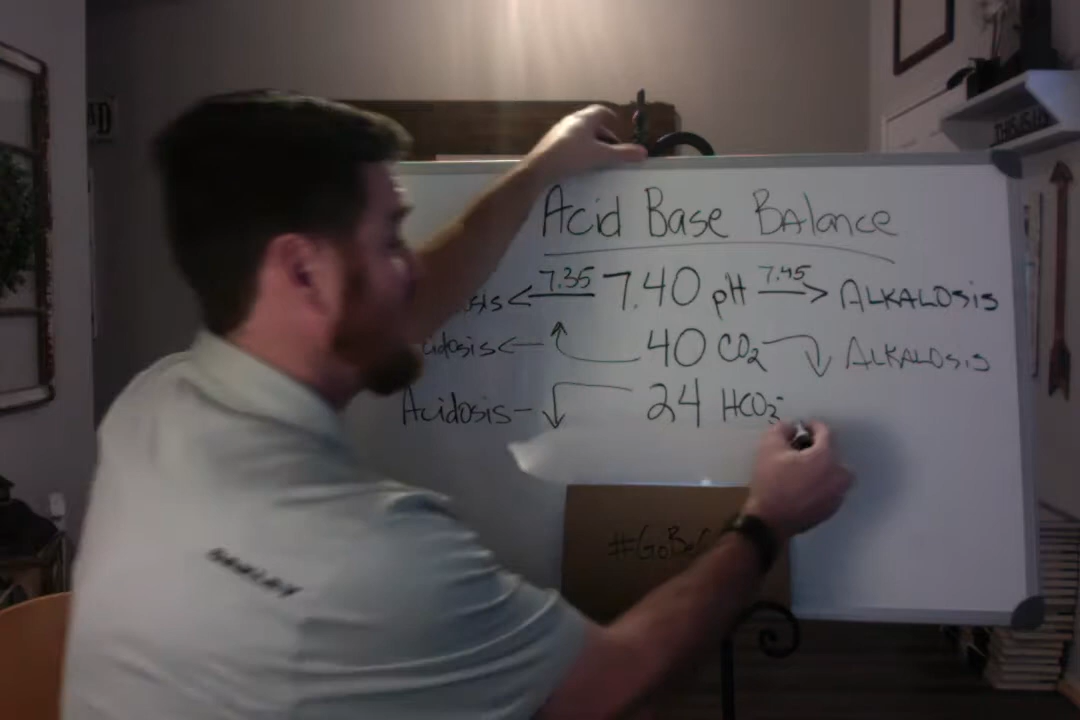 Acid Base Balance
7.35 7.40 pH 7.45 ALKALOSIS
40 CO2 ALKALOSIS
Acidosis 24 HCO3-